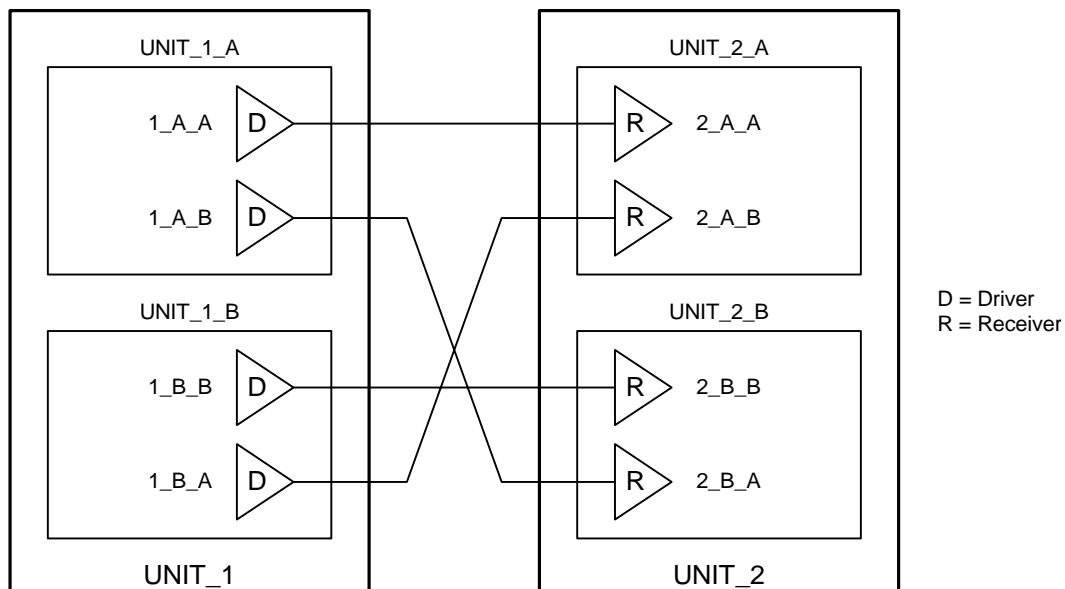 UNIT_1_A
1_A_A
D
1_A_B
D
UNIT_1_B
1_B_B
D
1_B_A
D
UNIT_1
UNIT_2_A
R
2_A_A
R
2_A_B
UNIT_2_B
R
2_B_B
R
2_B_A
UNIT_2
D = Driver
R = Receiver